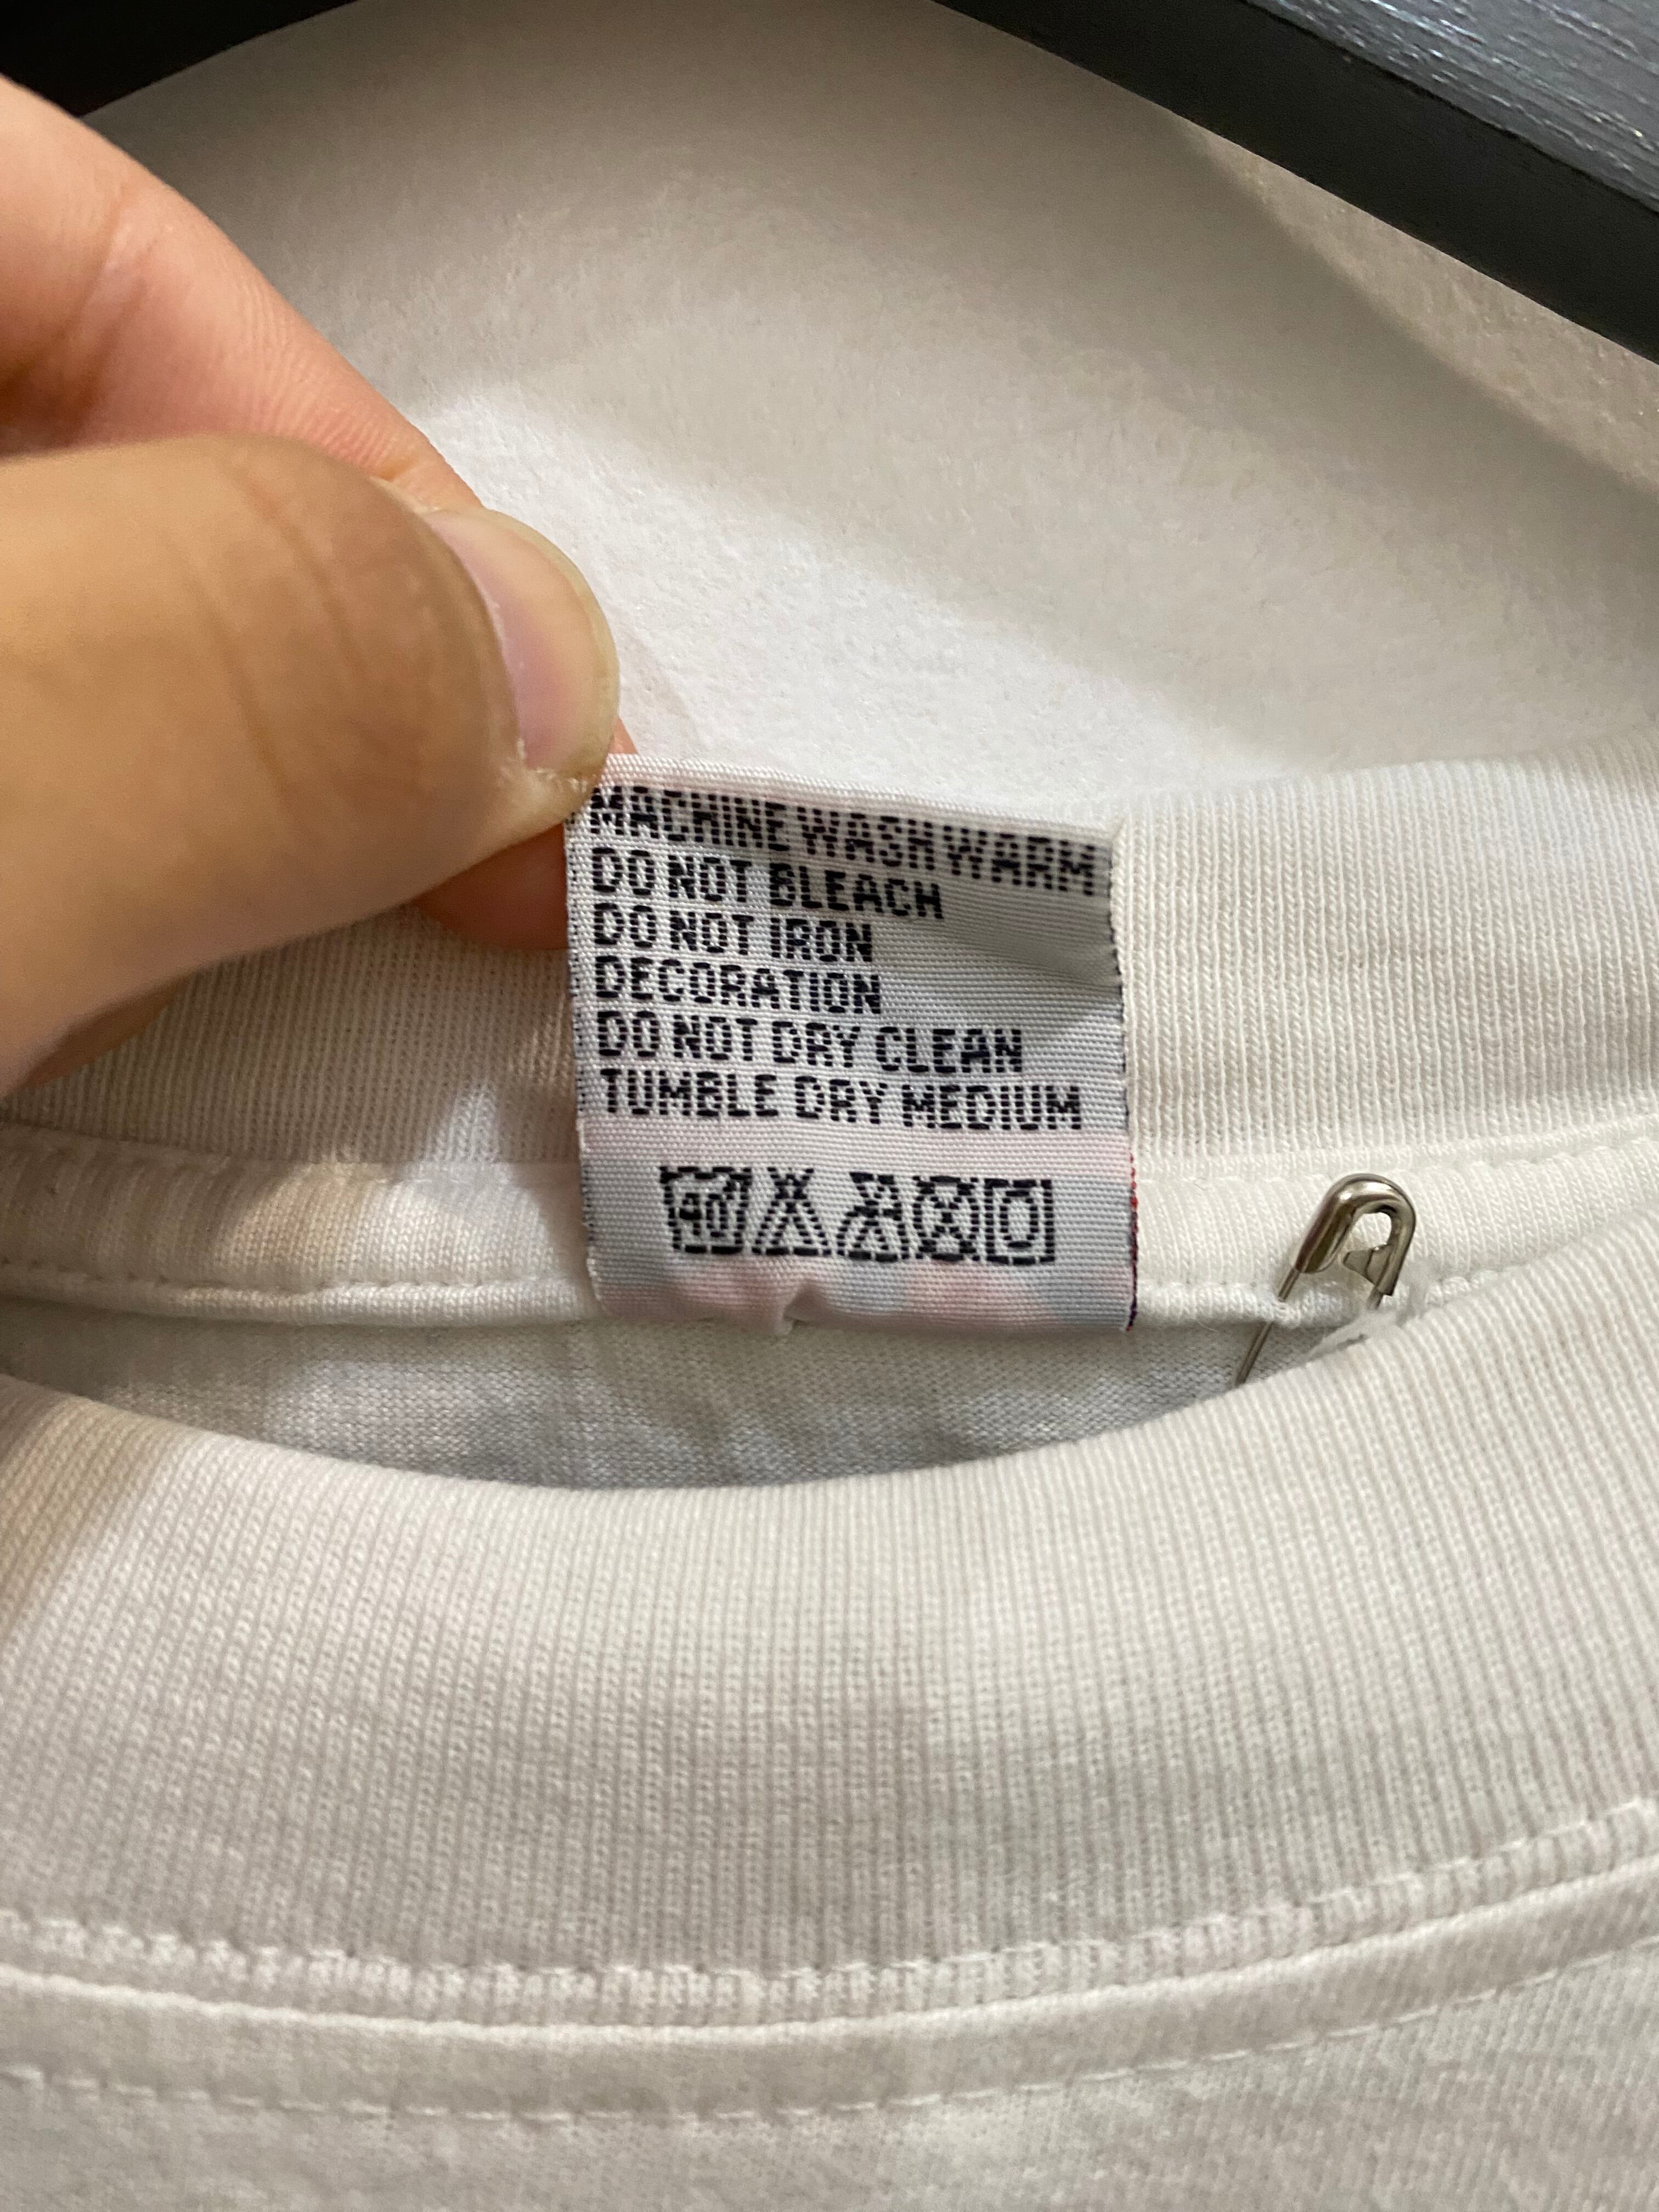 MACHINE WASH WARM
DO NOT BLEACH
DO NOT IRON
DECORATION
DO NOT DRY CLEAN
TUMBLE DRY MEDIUM
40°